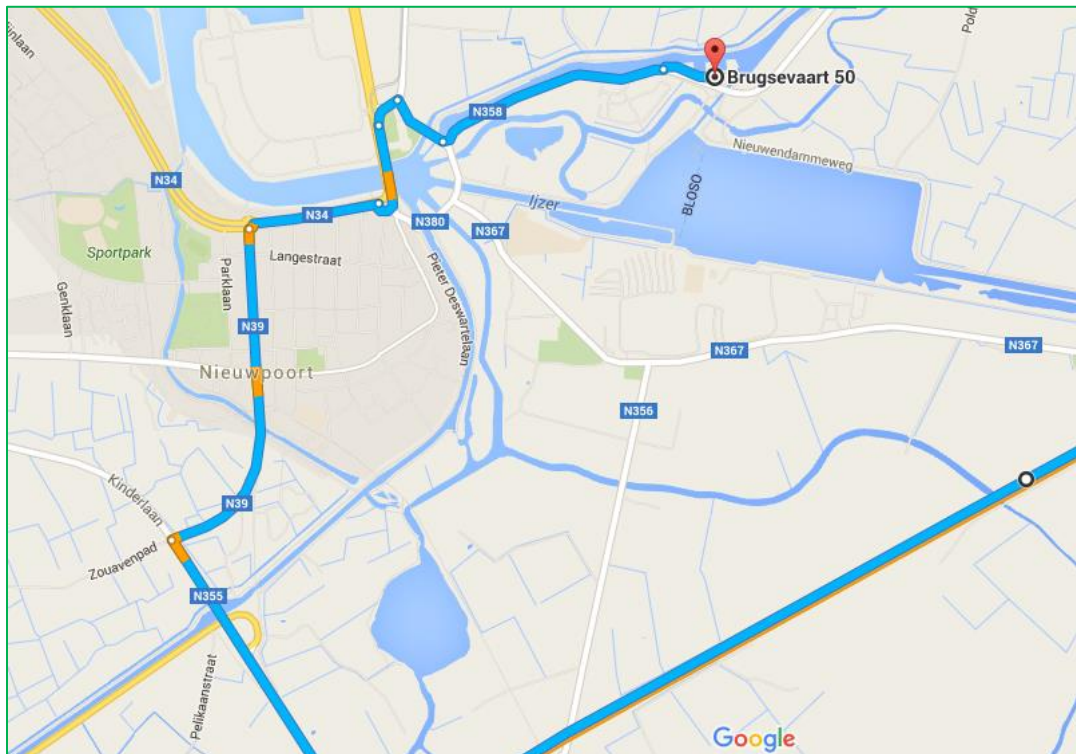 Brugsevaart 50
Pold
N358
Nieuwendammeweg
N34
BLOSO
Ijzer
N34
N380
N367
Sportpark
Langestraat
Parklaan
Genklaan
Pieter Deswartelaan
N39
N367
N367
Nieuwpoort
N356
Kinderlaan
N39
Zouavenpad
N355
Pelikaanstraat
Google